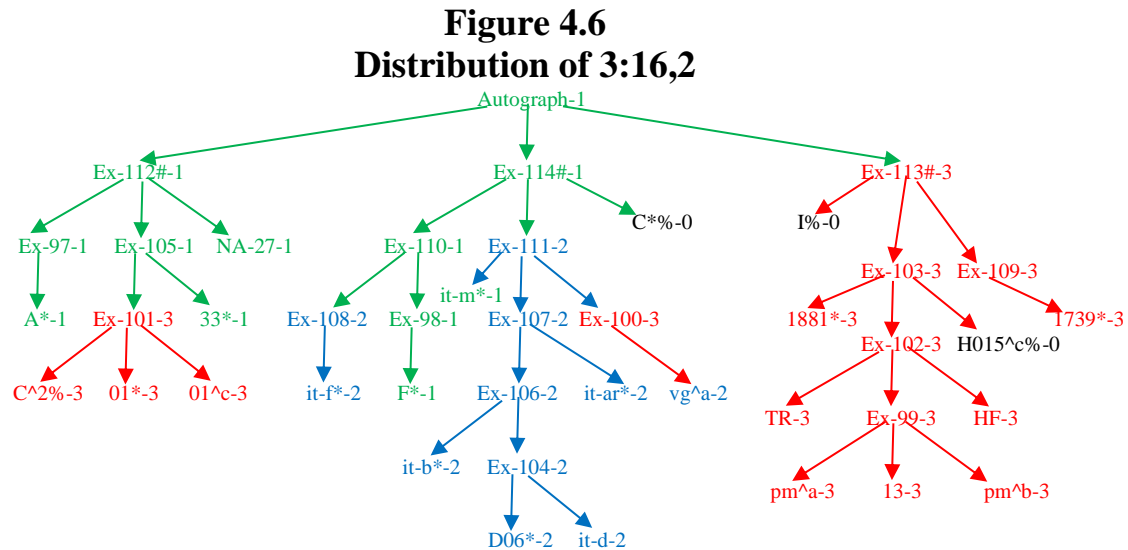 Figure 4.6
Distribution of 3:16,2
Autograph-1
Ex-112#-1 Ex-114#-1 Ex-113#-3
C*%-0 I%-0
Ex-97-1 Ex-105-1 NA-27-1 Ex-110-1 Ex-111-2
Ex-103-3 Ex-109-3
it-m*-1
A*-1 Ex-101-3 33*-1 Ex-108-2 Ex-98-1 Ex-107-2 Ex-100-3 1881*-3 1739*-3
Ex-102-3 H015^c%-0
C^2%-3 01*-3 01^c-3 it-f*-2 F*-1 Ex-106-2 it-ar*-2 vg^a-2
TR-3 Ex-99-3 HF-3
it-b*-2 Ex-104-2
pm^a-3 13-3 pm^b-3
D06*-2 it-d-2